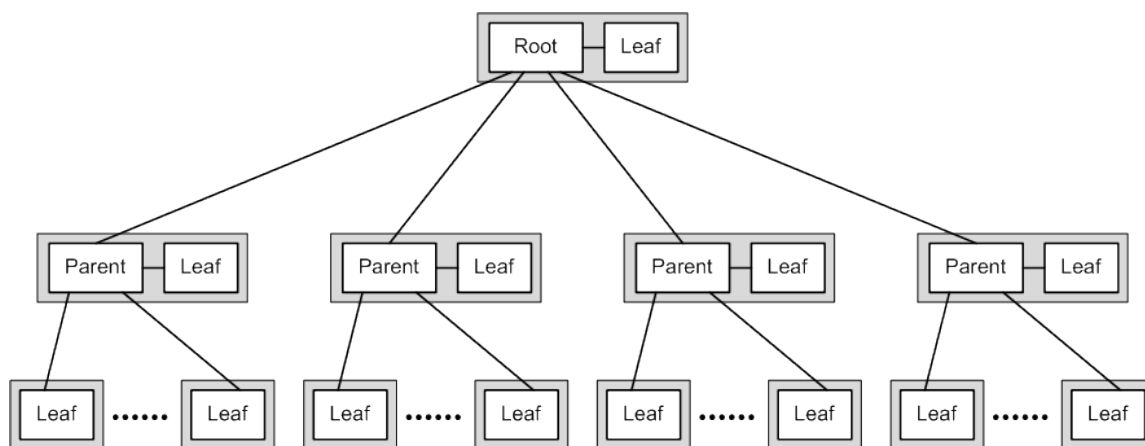 Root Leaf
Parent Leaf Parent Leaf Parent Leaf Parent Leaf
Leaf ...... Leaf Leaf ...... Leaf Leaf ...... Leaf Leaf ...... Leaf